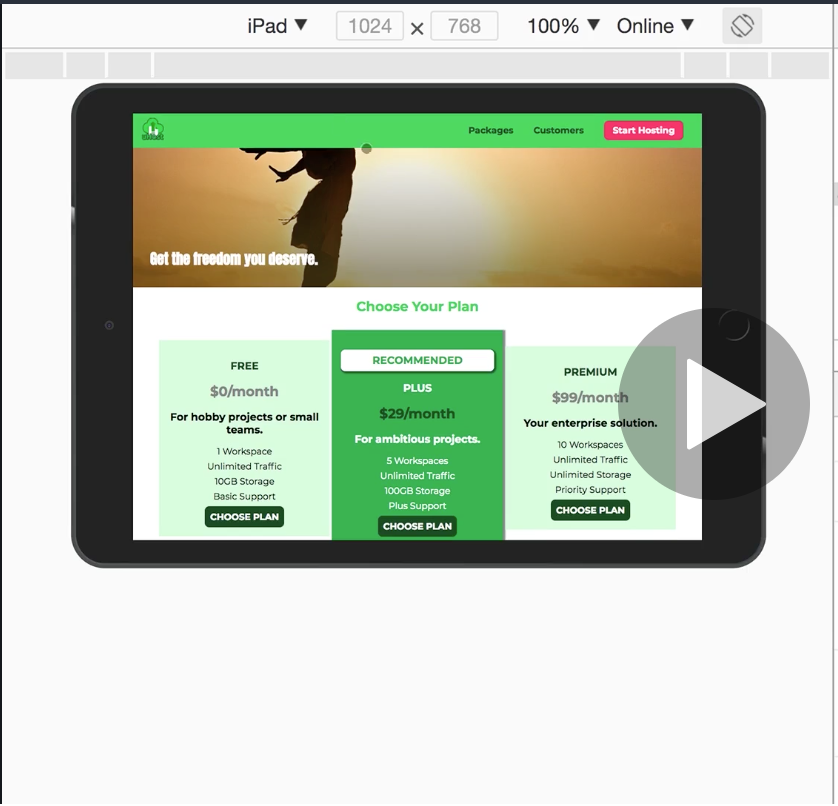 iPad ▼ 1024 × 768 100% ▼ Online ▼
Packages Customers Start Hosting
Get the freedom you deserve.
Choose Your Plan
FREE
$0/month
For hobby projects or small
teams.
1 Workspace
Unlimited Traffic
10GB Storage
Basic Support
CHOOSE PLAN
RECOMMENDED
PLUS
$29/month
For ambitious projects.
5 Workspaces
Unlimited Traffic
100GB Storage
Plus Support
CHOOSE PLAN
PREMIUM
$99/month
Your enterprise solution.
10 Workspaces
Unlimited Traffic
Unlimited Storage
Priority Support
CHOOSE PLAN